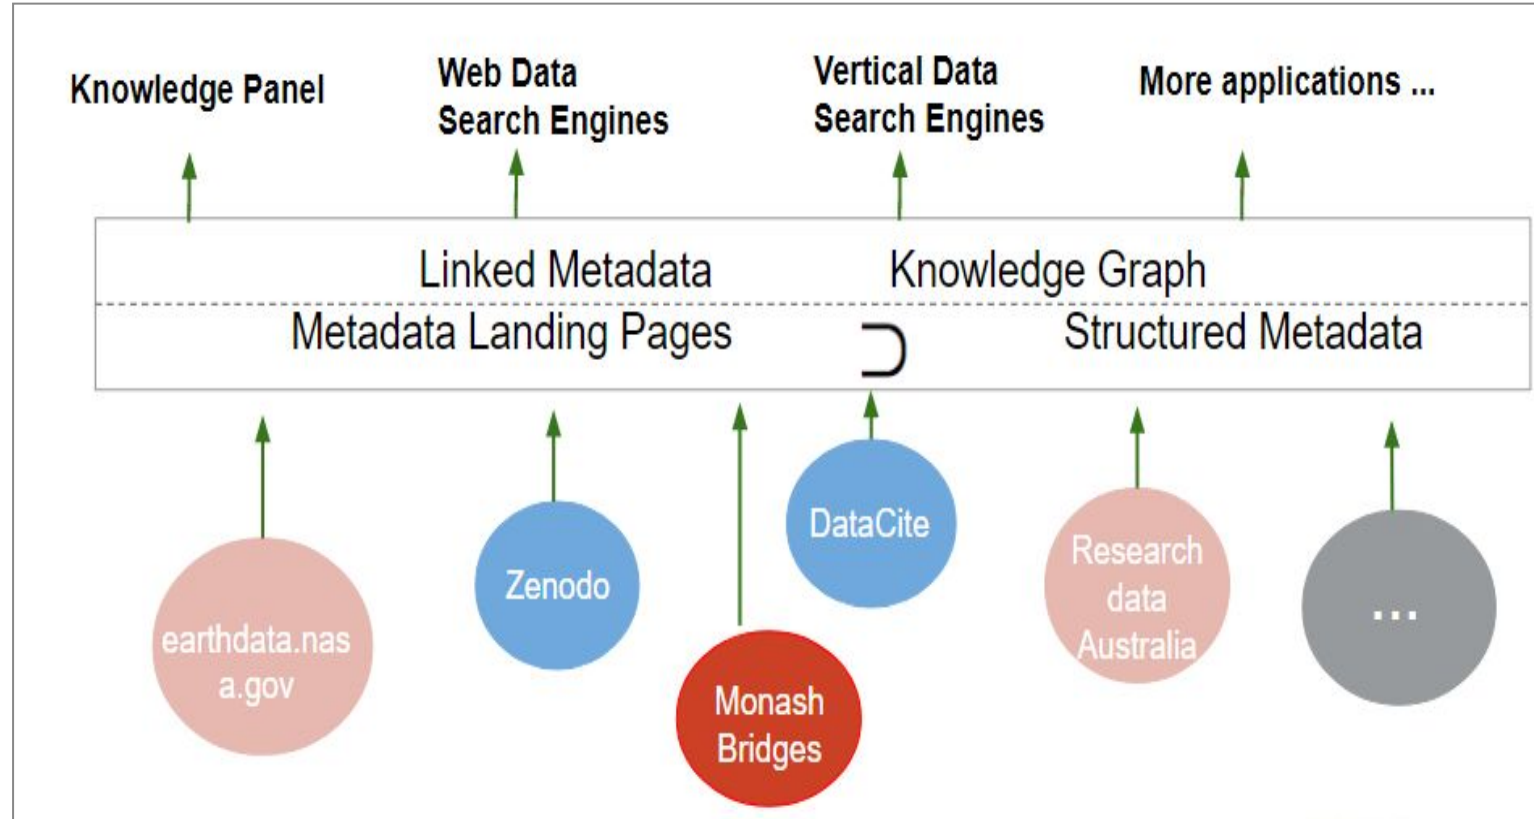 Knowledge Panel
Web Data
Search Engines
Vertical Data
Search Engines
More applications ...
Linked Metadata
Knowledge Graph
Metadata Landing Pages
⊃
Structured Metadata
earthdata.nas
a.gov
Zenodo
Monash
Bridges
DataCite
Research
data
Australia
...